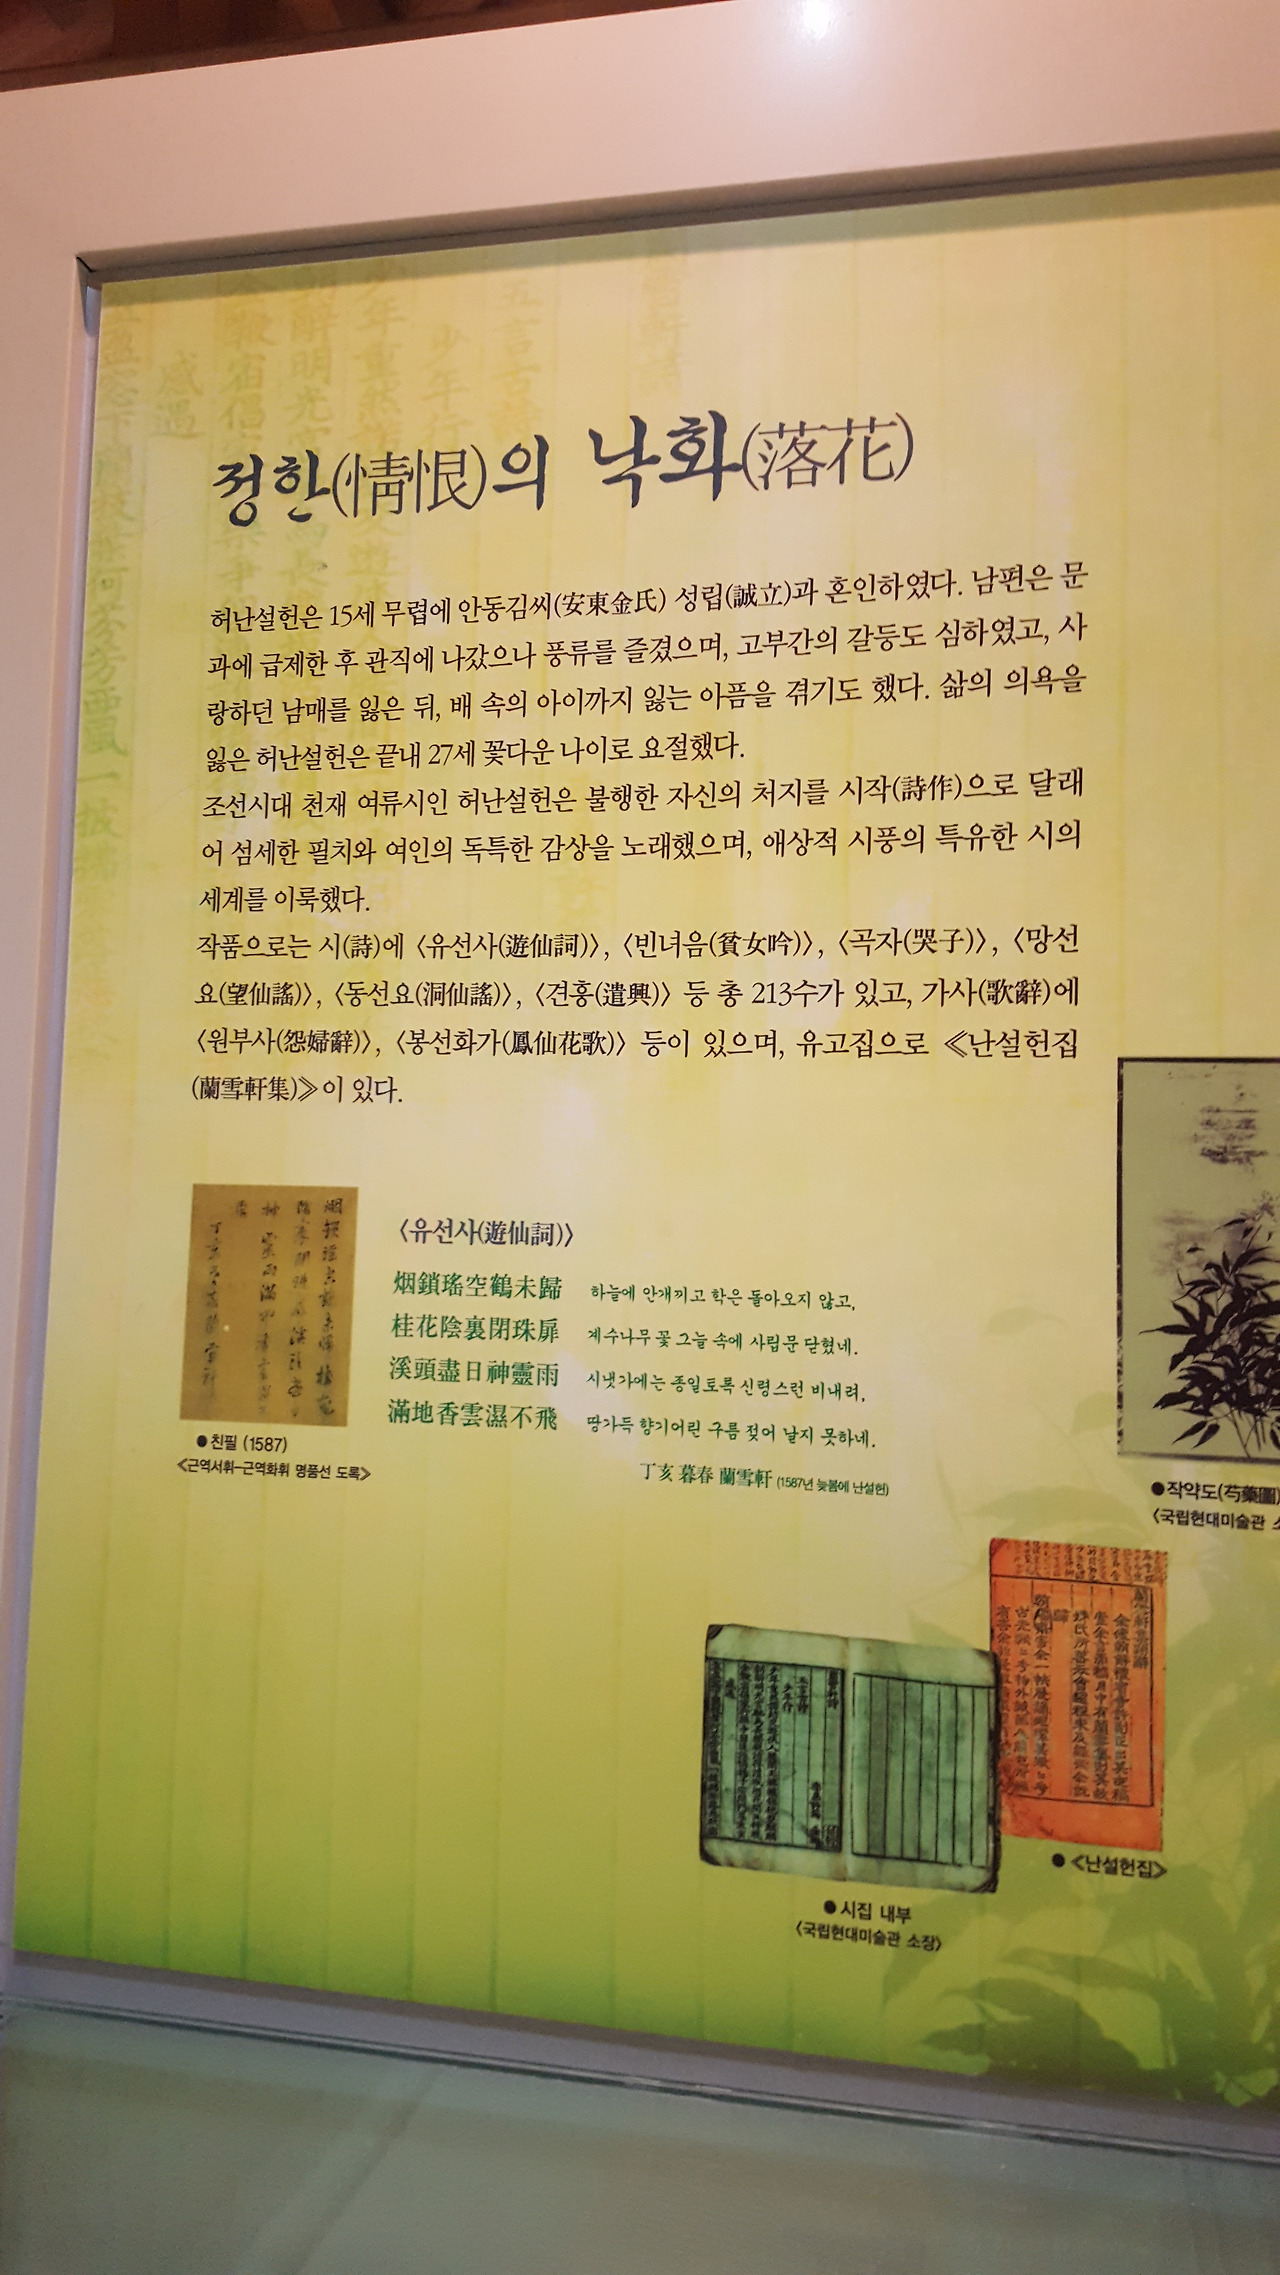 정한(情恨)의 낙화(落花)
허난설헌은 15세 무렵에 안동김씨(安東金氏) 성립(誠立)과 혼인하였다. 남편은 문
과에 급제한 후 관직에 나갔으나 풍류를 즐겼으며, 고부간의 갈등도 심하였고, 사
랑하던 남매를 잃은 뒤, 배 속의 아이까지 잃는 아픔을 겪기도 했다. 삶의 의욕을
잃은 허난설헌은 끝내 27세 꽃다운 나이로 요절했다.
조선시대 천재 여류시인 허난설헌은 불행한 자신의 처지를 시작(詩作)으로 달래
어 섬세한 필치와 여인의 독특한 감상을 노래했으며, 애상적 시풍의 특유한 시의
세계를 이룩했다.
작품으로는 시(詩)에 〈유선사(遊仙詞)〉, 〈빈녀음(貧女吟)〉, 〈곡자(哭子)〉, 〈망선
요(望仙謠)〉, 〈동선요(洞仙謠)〉, 〈견흥(遣興)〉 등 총 213수가 있고, 가사(歌辭)에
〈원부사(怨婦辭)〉, 〈봉선화가(鳳仙花歌)〉 등이 있으며, 유고집으로 《난설헌집
(蘭雪軒集)》이 있다.
〈유선사(遊仙詞)〉
烟鎖瑤空鶴未歸 하늘에 안개끼고 학은 돌아오지 않고,
桂花陰裏閉珠扉 계수나무 꽃 그늘 속에 사립문 닫혔네.
溪頭盡日神靈雨 시냇가에는 종일토록 신령스런 비내려,
滿地香雲濕不飛 땅가득 향기어린 구름 젖어 날지 못하네.
丁亥 暮春 蘭雪軒 (1587년 늦봄에 난설헌)
●친필 (1587)
《근역서휘-근역화휘 명품선 도록》
●작약도(芍藥圖)
〈국립현대미술관 소
●《난설헌집》
●시집 내부
〈국립현대미술관 소장〉